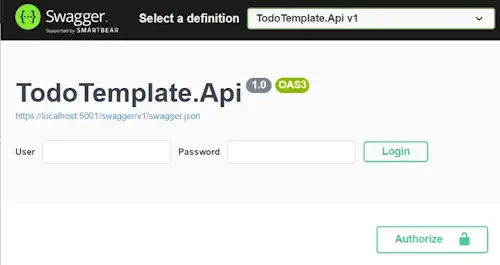 Swagger. Select a definition TodoTemplate.Api v1
Supported by SMARTBEAR
TodoTemplate.Api 1.0 OAS3
https://localhost:5001/swagger/v1/swagger.json
User Password Login
Authorize